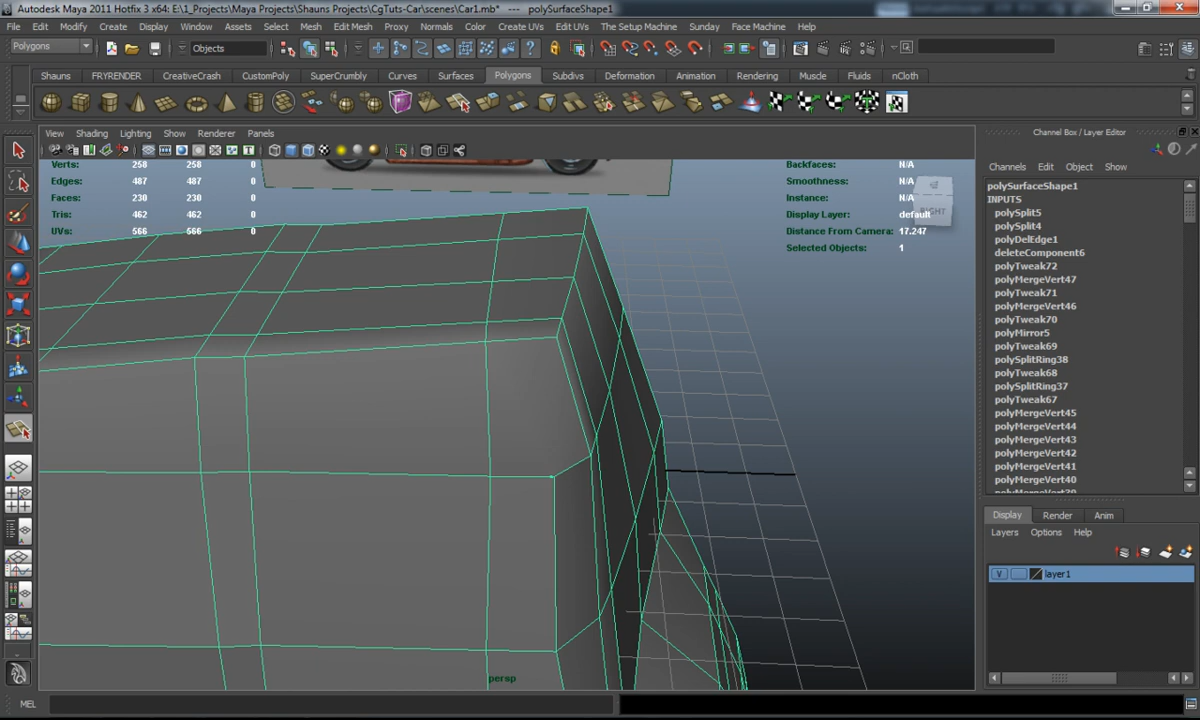 Autodesk Maya 2011 Hotfix 3 x64: E:\1_Projects\Maya Projects\Shauns Projects\CgTuts-Car\scenes\Car1.mb* --- polySurfaceShape1
File Edit Modify Create Display Window Assets Select Mesh Edit Mesh Proxy Normals Color Create UVs Edit UVs The Setup Machine Sunday Face Machine Muscle Help
Polygons Objects
Shauns FRYRENDER CreativeCrash CustomPoly SuperCrumbly Curves Surfaces Polygons Subdivs Deformation Animation Rendering Muscle Fluids nCloth
View Shading Lighting Show Renderer Panels
Verts: 258 258 0
Edges: 487 487 0
Faces: 230 230 0
Tris: 462 462 0
UVs: 566 566 0
Backfaces: N/A
Smoothness: N/A
Instance: N/A
Display Layer: default
Distance From Camera: 17.247
Selected Objects: 1
RIGHT
persp
Channel Box / Layer Editor
Channels Edit Object Show
polySurfaceShape1
INPUTS
polySplit5
polySplit4
polyDelEdge1
deleteComponent6
polyTweak72
polyMergeVert47
polyTweak71
polyMergeVert46
polyTweak70
polyMirror5
polyTweak69
polySplitRing38
polyTweak68
polySplitRing37
polyTweak67
polyMergeVert45
polyMergeVert44
polyMergeVert43
polyMergeVert42
polyMergeVert41
polyMergeVert40
Display Render Anim
Layers Options Help
V layer1
MEL